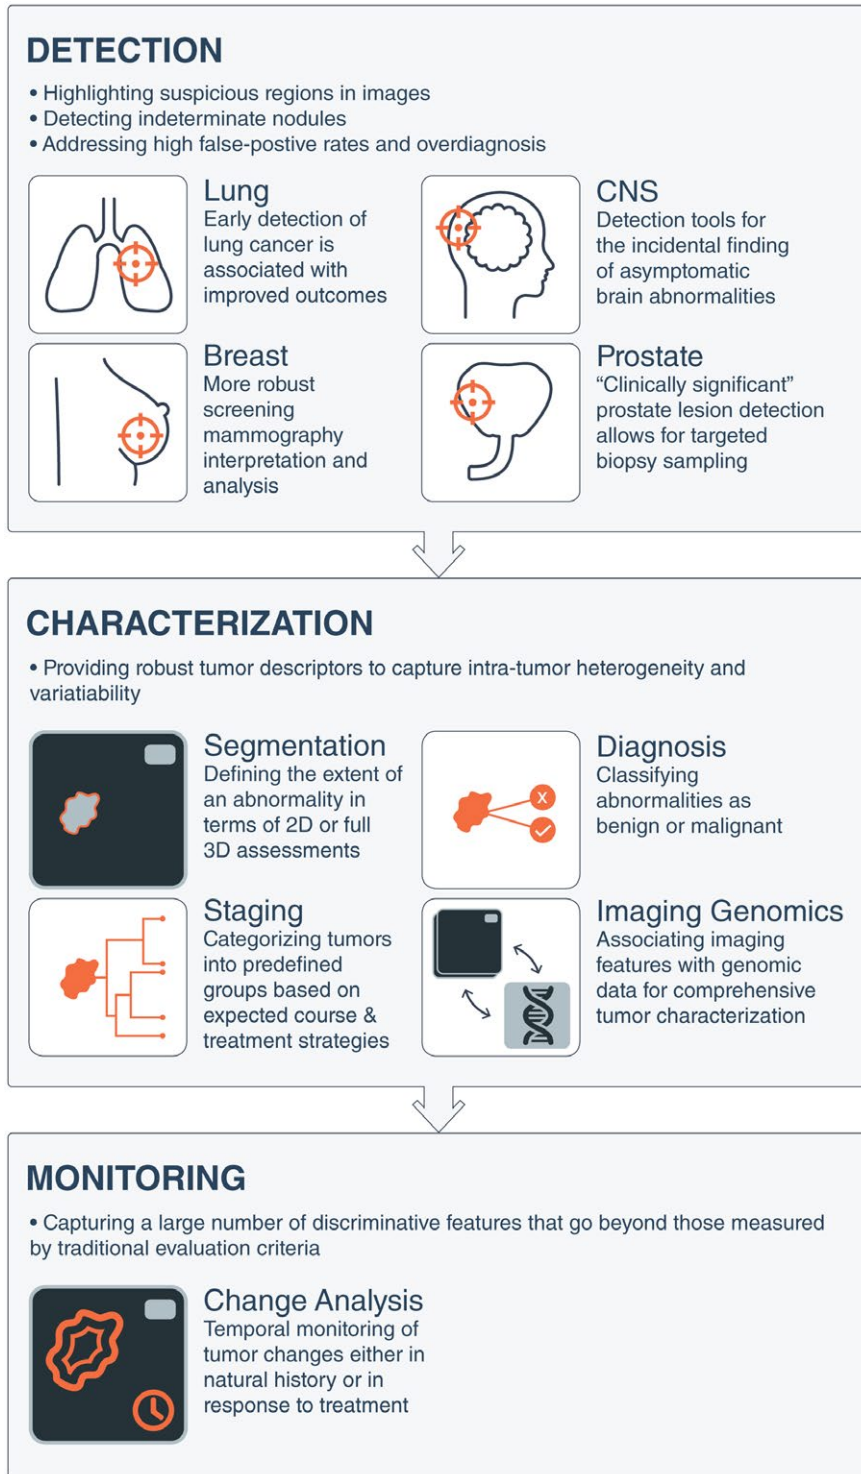 DETECTION
• Highlighting suspicious regions in images
• Detecting indeterminate nodules
• Addressing high false-postive rates and overdiagnosis
Lung
Early detection of
lung cancer is
associated with
improved outcomes
CNS
Detection tools for
the incidental finding
of asymptomatic
brain abnormalities
Breast
More robust
screening
mammography
interpretation and
analysis
Prostate
“Clinically significant”
prostate lesion detection
allows for targeted
biopsy sampling
CHARACTERIZATION
• Providing robust tumor descriptors to capture intra-tumor heterogeneity and
variatiability
Segmentation
Defining the extent of
an abnormality in
terms of 2D or full
3D assessments
Diagnosis
Classifying
abnormalities as
benign or malignant
Staging
Categorizing tumors
into predefined
groups based on
expected course &
treatment strategies
Imaging Genomics
Associating imaging
features with genomic
data for comprehensive
tumor characterization
MONITORING
• Capturing a large number of discriminative features that go beyond those measured
by traditional evaluation criteria
Change Analysis
Temporal monitoring of
tumor changes either in
natural history or in
response to treatment